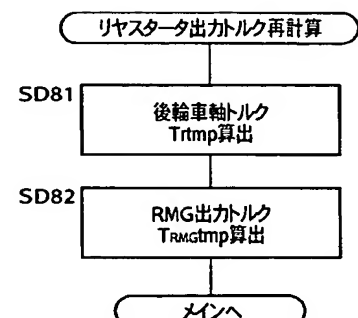 リヤスタータ出力トルク再計算
SD81
後輪車軸トルク
Trtmp算出
SD82
RMG出力トルク
TRMGtmp算出
メインへ